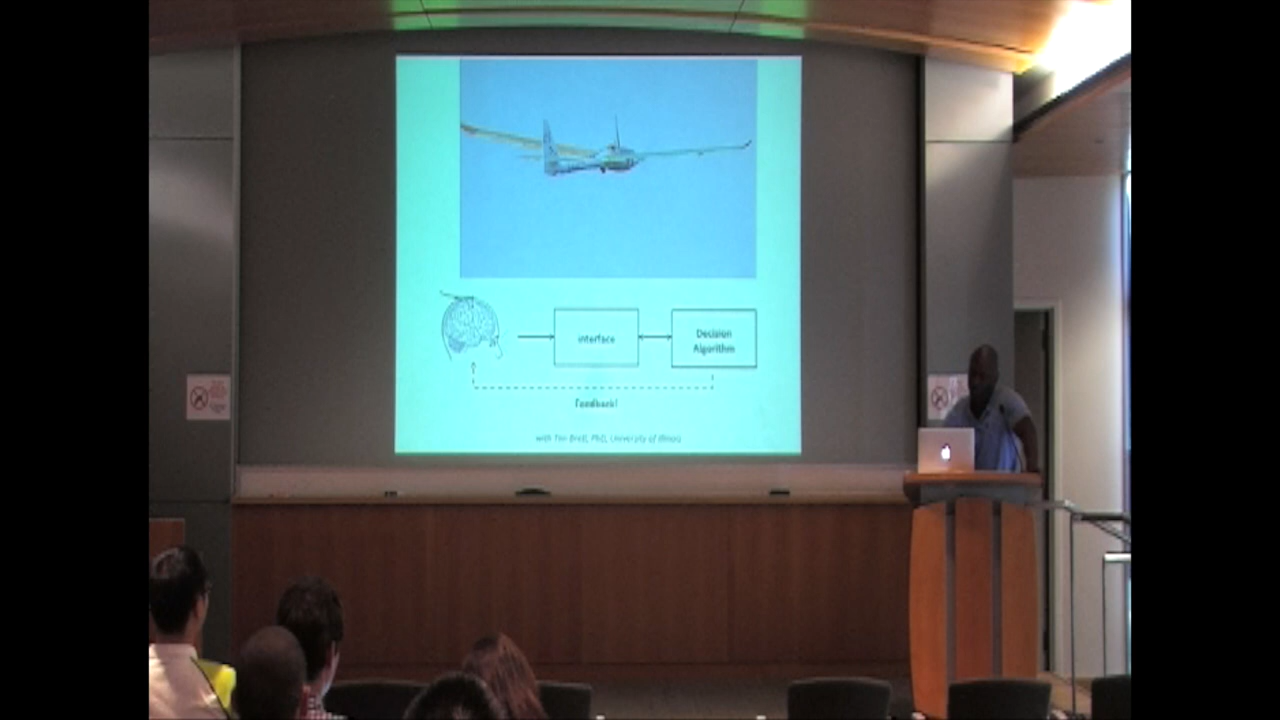 interface
Decision
Algorithm
feedback!
with Tim Bretl, PhD, University of Illinois